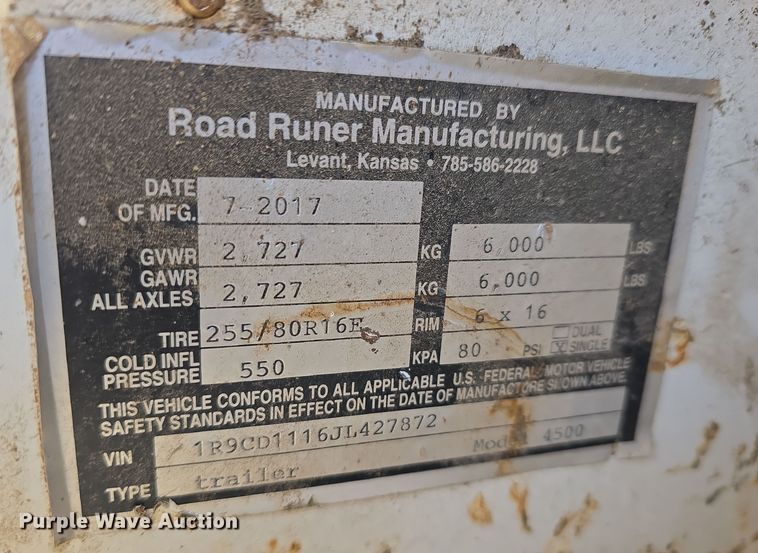 MANUFACTURED BY
Road Runer Manufacturing, LLC
Levant, Kansas • 785-586-2228
DATE OF MFG. 7-2017
GVWR 2,727 KG 6,000 LBS
GAWR ALL AXLES 2,727 KG 6,000 LBS
TIRE 255/80R16E RIM 6 x 16
COLD INFL PRESSURE 550 KPA 80 PSI DUAL X SINGLE
THIS VEHICLE CONFORMS TO ALL APPLICABLE U.S. FEDERAL MOTOR VEHICLE
SAFETY STANDARDS IN EFFECT ON THE DATE OF MANUFACTURE SHOWN ABOVE
VIN 1R9CD1116JL427872
TYPE trailer Model 4500
Purple Wave Auction